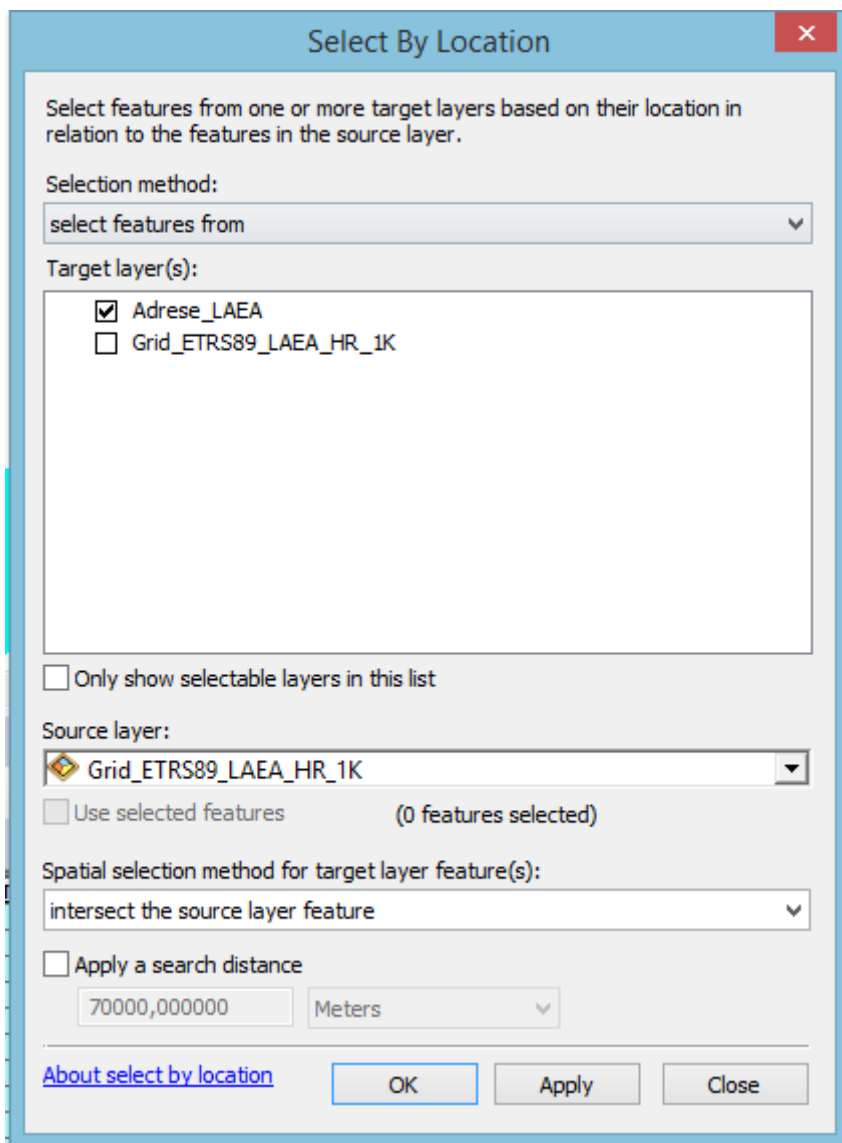 Select By Location
Select features from one or more target layers based on their location in
relation to the features in the source layer.
Selection method:
select features from
Target layer(s):
Adrese_LAEA
Grid_ETRS89_LAEA_HR_1K
Only show selectable layers in this list
Source layer:
Grid_ETRS89_LAEA_HR_1K
Use selected features (0 features selected)
Spatial selection method for target layer feature(s):
intersect the source layer feature
Apply a search distance
70000,000000 Meters
About select by location OK Apply Close